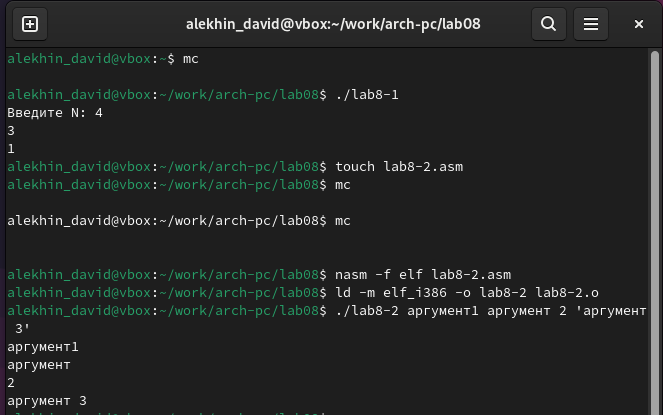 alekhin_david@vbox:~/work/arch-pc/lab08
alekhin_david@vbox:~$ mc
alekhin_david@vbox:~/work/arch-pc/lab08$ ./lab8-1
Введите N: 4
3
1
alekhin_david@vbox:~/work/arch-pc/lab08$ touch lab8-2.asm
alekhin_david@vbox:~/work/arch-pc/lab08$ mc
alekhin_david@vbox:~/work/arch-pc/lab08$ mc
alekhin_david@vbox:~/work/arch-pc/lab08$ nasm -f elf lab8-2.asm
alekhin_david@vbox:~/work/arch-pc/lab08$ ld -m elf_i386 -o lab8-2 lab8-2.o
alekhin_david@vbox:~/work/arch-pc/lab08$ ./lab8-2 аргумент1 аргумент 2 'аргумент
 3'
аргумент1
аргумент
2
аргумент 3